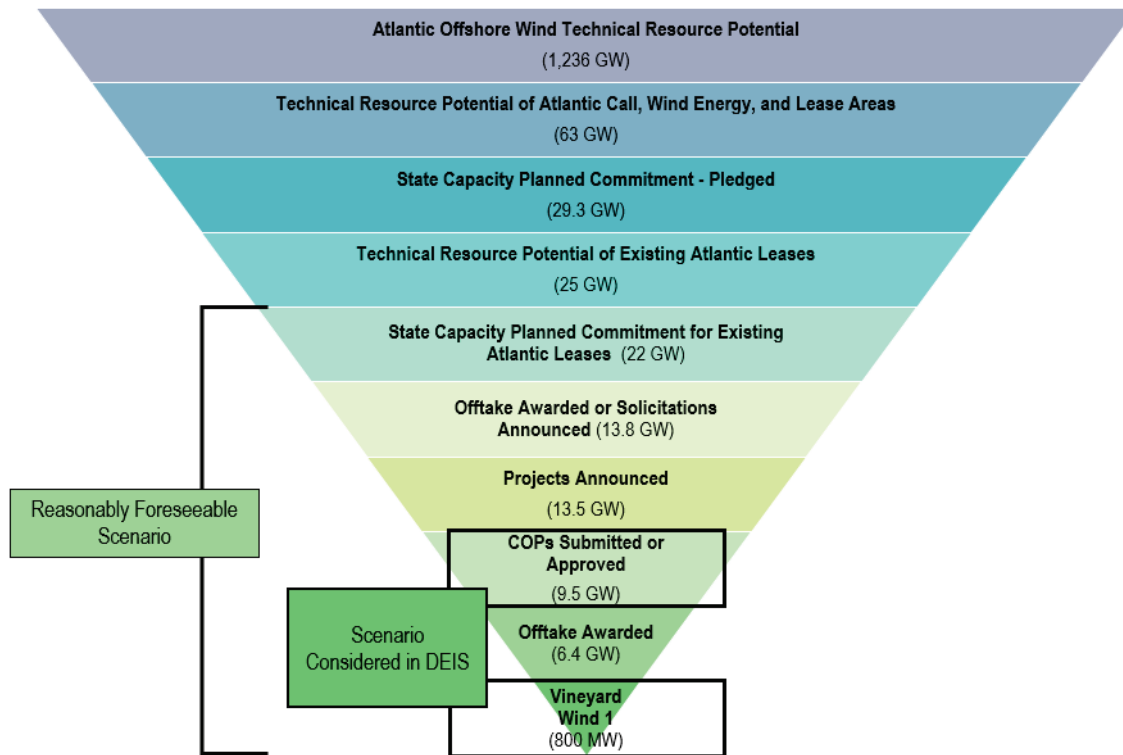 Atlantic Offshore Wind Technical Resource Potential
(1,236 GW)
Technical Resource Potential of Atlantic Call, Wind Energy, and Lease Areas
(63 GW)
State Capacity Planned Commitment - Pledged
(29.3 GW)
Technical Resource Potential of Existing Atlantic Leases
(25 GW)
State Capacity Planned Commitment for Existing
Atlantic Leases (22 GW)
Offtake Awarded or Solicitations
Announced (13.8 GW)
Projects Announced
(13.5 GW)
Reasonably Foreseeable
Scenario
COPs Submitted or
Approved
(9.5 GW)
Scenario
Considered in DEIS
Offtake Awarded
(6.4 GW)
Vineyard
Wind 1
(800 MW)